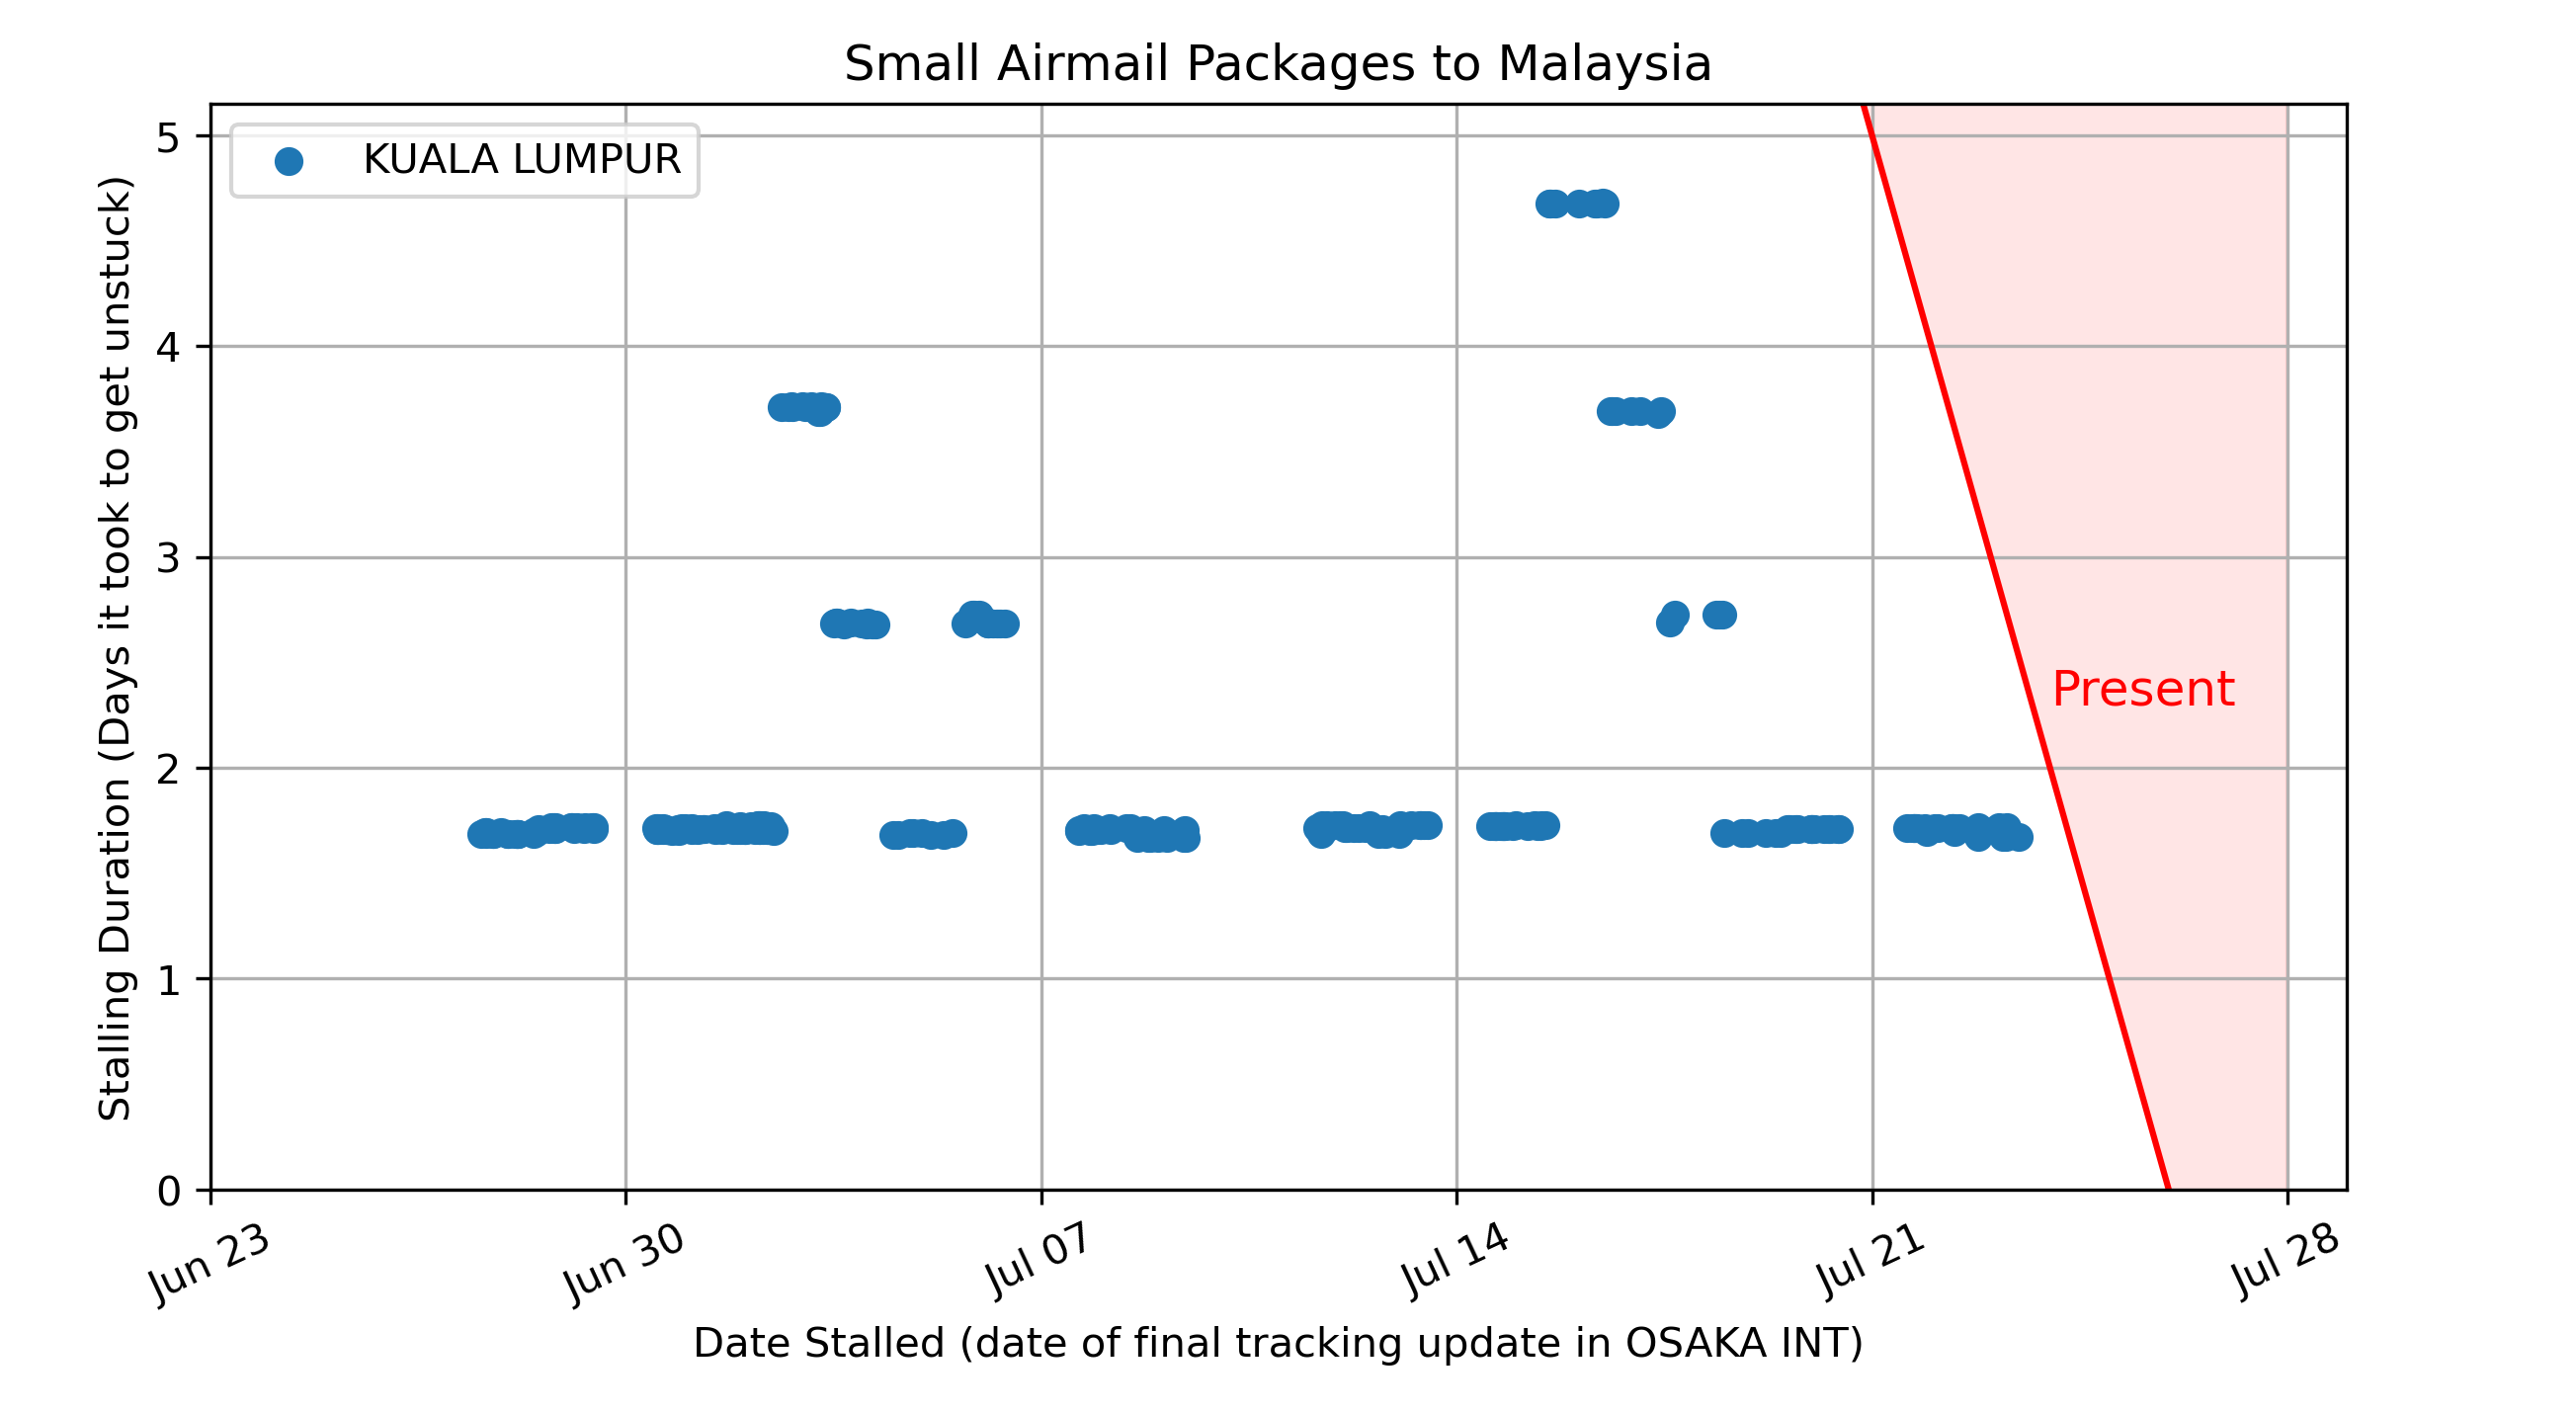 Small Airmail Packages to Malaysia
KUALA LUMPUR
Stalling Duration (Days it took to get unstuck)
5
4
3
2
1
0
Present
Jun 23
Jun 30
Jul 07
Jul 14
Jul 21
Jul 28
Date Stalled (date of final tracking update in OSAKA INT)